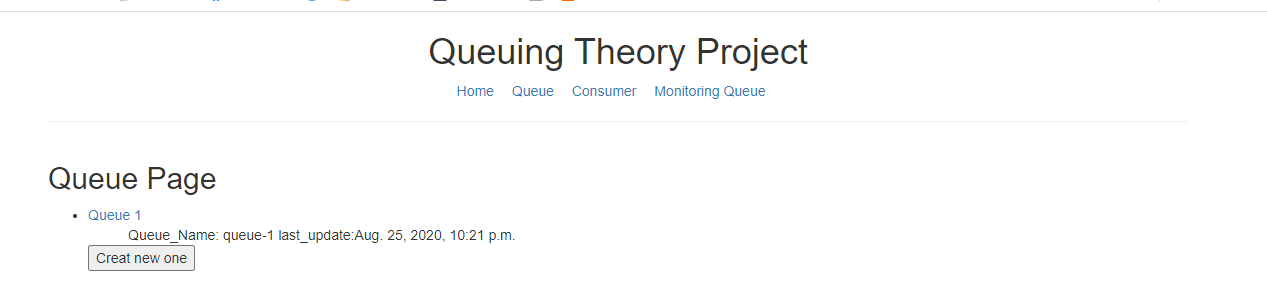 Queuing Theory Project
Home Queue Consumer Monitoring Queue
Queue Page
Queue 1
Queue_Name: queue-1 last_update:Aug. 25, 2020, 10:21 p.m.
Creat new one